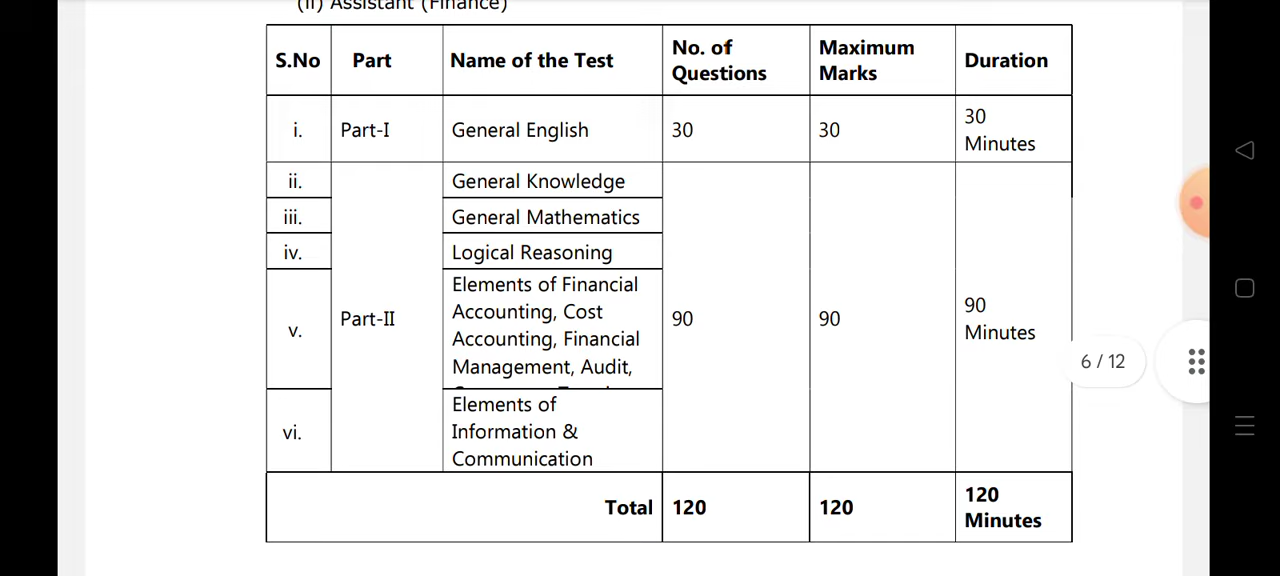 (ii) Assistant (Finance)
S.No Part Name of the Test No. of Questions Maximum Marks Duration
i. Part-I General English 30 30 30 Minutes
ii. General Knowledge
iii. General Mathematics
iv. Logical Reasoning
v. Part-II Elements of Financial Accounting, Cost Accounting, Financial Management, Audit, 90 90 90 Minutes
vi. Elements of Information & Communication
Total 120 120 120 Minutes
6 / 12